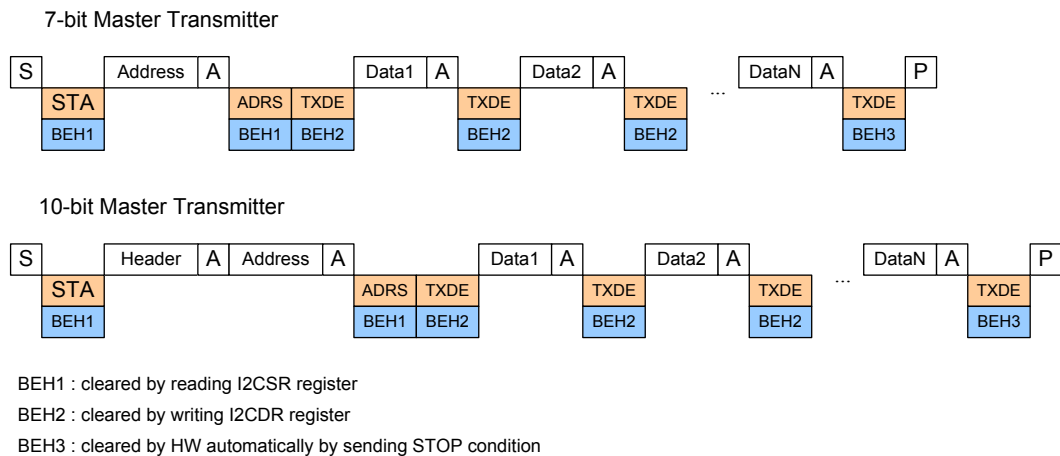 7-bit Master Transmitter
S Address A Data1 A Data2 A ... DataN A P
STA ADRS TXDE TXDE TXDE TXDE
BEH1 BEH1 BEH2 BEH2 BEH2 BEH3
10-bit Master Transmitter
S Header A Address A Data1 A Data2 A ... DataN A P
STA ADRS TXDE TXDE TXDE TXDE
BEH1 BEH1 BEH2 BEH2 BEH2 BEH3
BEH1 : cleared by reading I2CSR register
BEH2 : cleared by writing I2CDR register
BEH3 : cleared by HW automatically by sending STOP condition